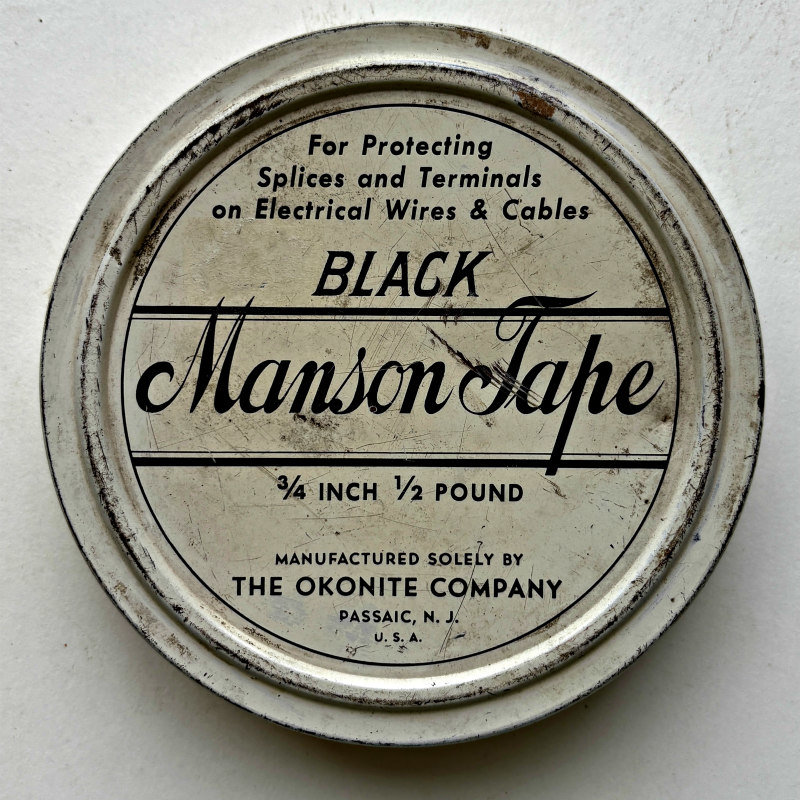 For Protecting
Splices and Terminals
on Electrical Wires & Cables
BLACK
Manson Tape
3/4 INCH 1/2 POUND
MANUFACTURED SOLELY BY
THE OKONITE COMPANY
PASSAIC, N. J.
U. S. A.